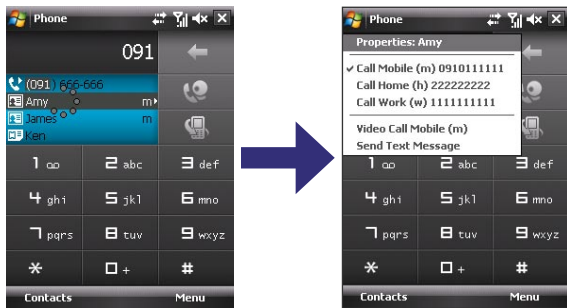 Phone
091
(091) 666-666
Amy m
James m
Ken
1 2 abc 3 def
4 ghi 5 jkl 6 mno
7 pqrs 8 tuv 9 wxyz
* 0 + #
Contacts Menu
Phone
Properties: Amy
Call Mobile (m) 0910111111
Call Home (h) 222222222
Call Work (w) 1111111111
Video Call Mobile (m)
Send Text Message
1 2 abc 3 def
4 ghi 5 jkl 6 mno
7 pqrs 8 tuv 9 wxyz
* 0 + #
Contacts Menu